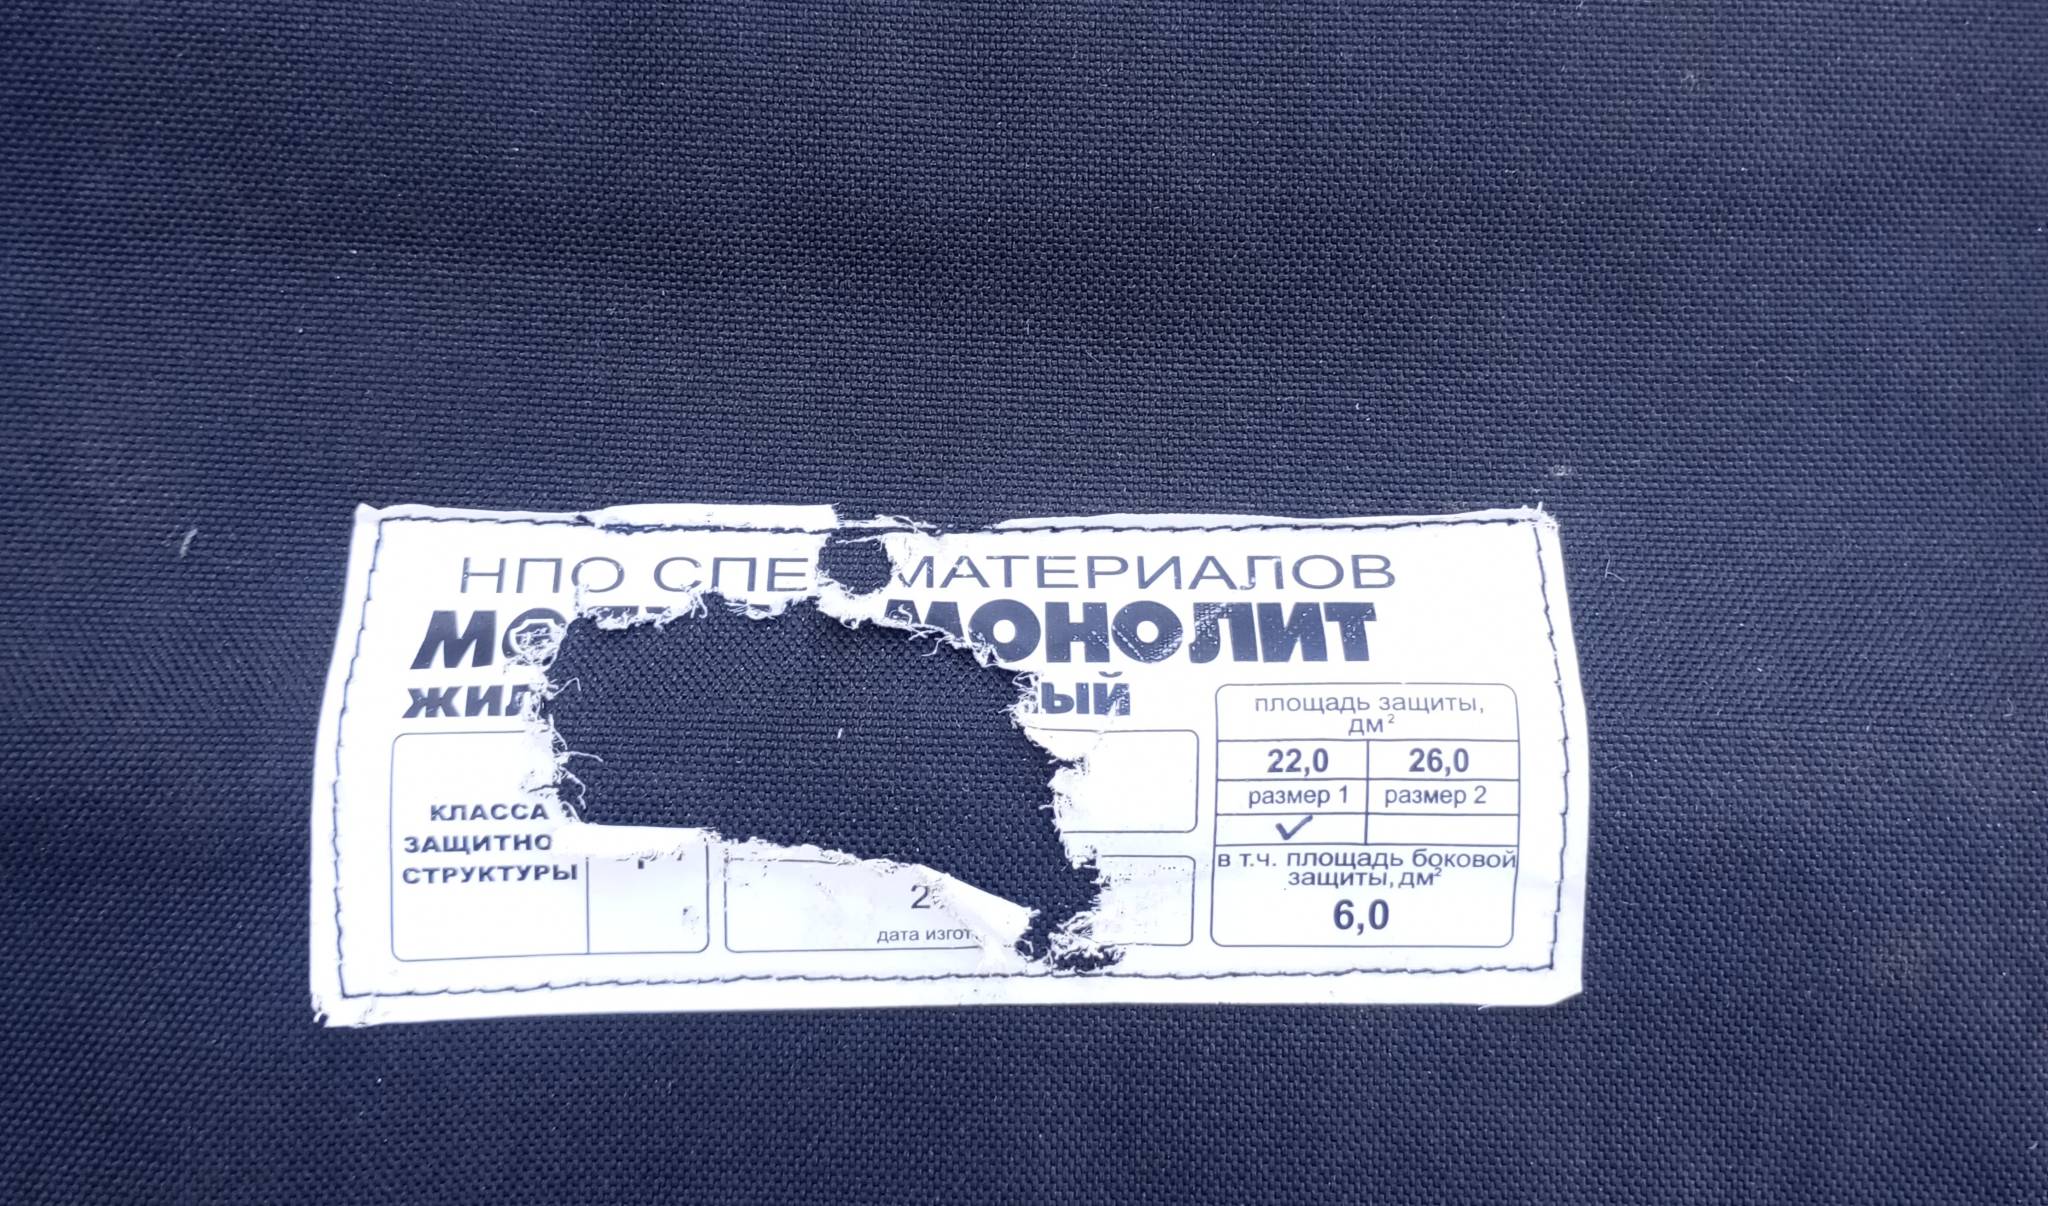 НПО СПЕ МАТЕРИАЛОВ
МОНОЛИТ
площадь защиты,
дм²
22,0 26,0
размер 1 размер 2
✓
КЛАССА
ЗАЩИТНО
СТРУКТУРЫ
в т.ч. площадь боковой
защиты, дм²
6,0
дата